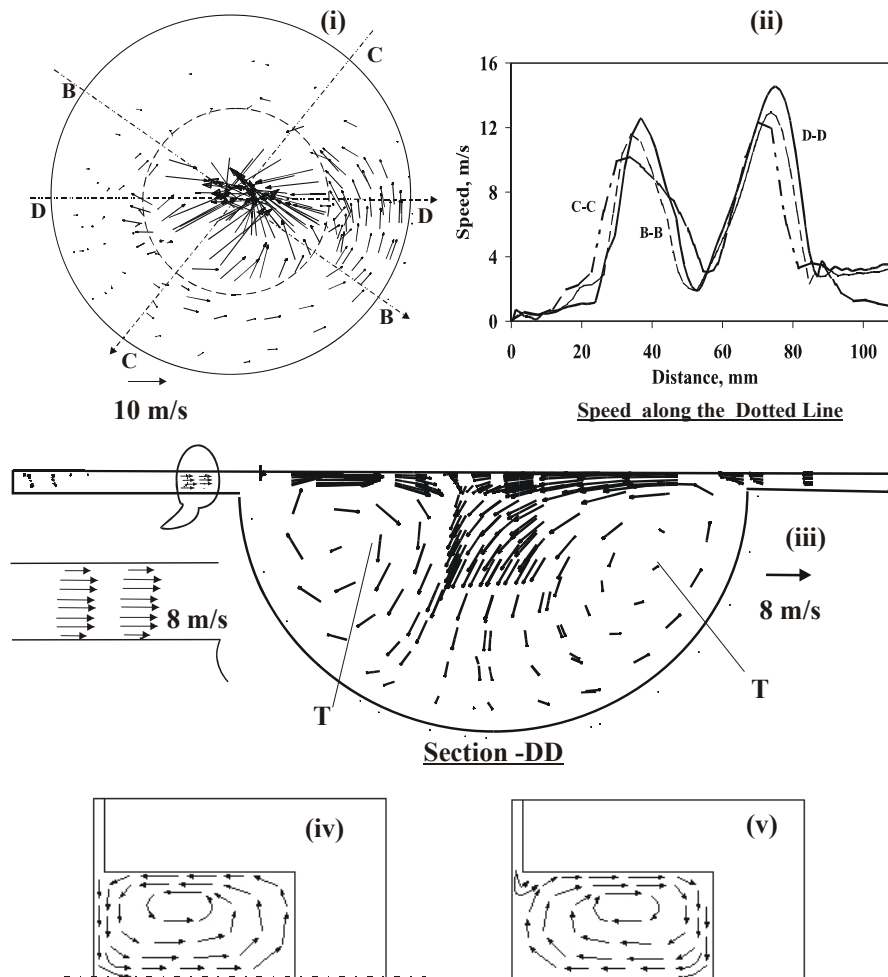 (i)
C
B
D
D
B
C
10 m/s
(ii)
16
12
8
4
0
Speed, m/s
D-D
C-C
B-B
0 20 40 60 80 100
Distance, mm
Speed along the Dotted Line
(iii)
8 m/s
8 m/s
T
T
Section -DD
(iv)
(v)